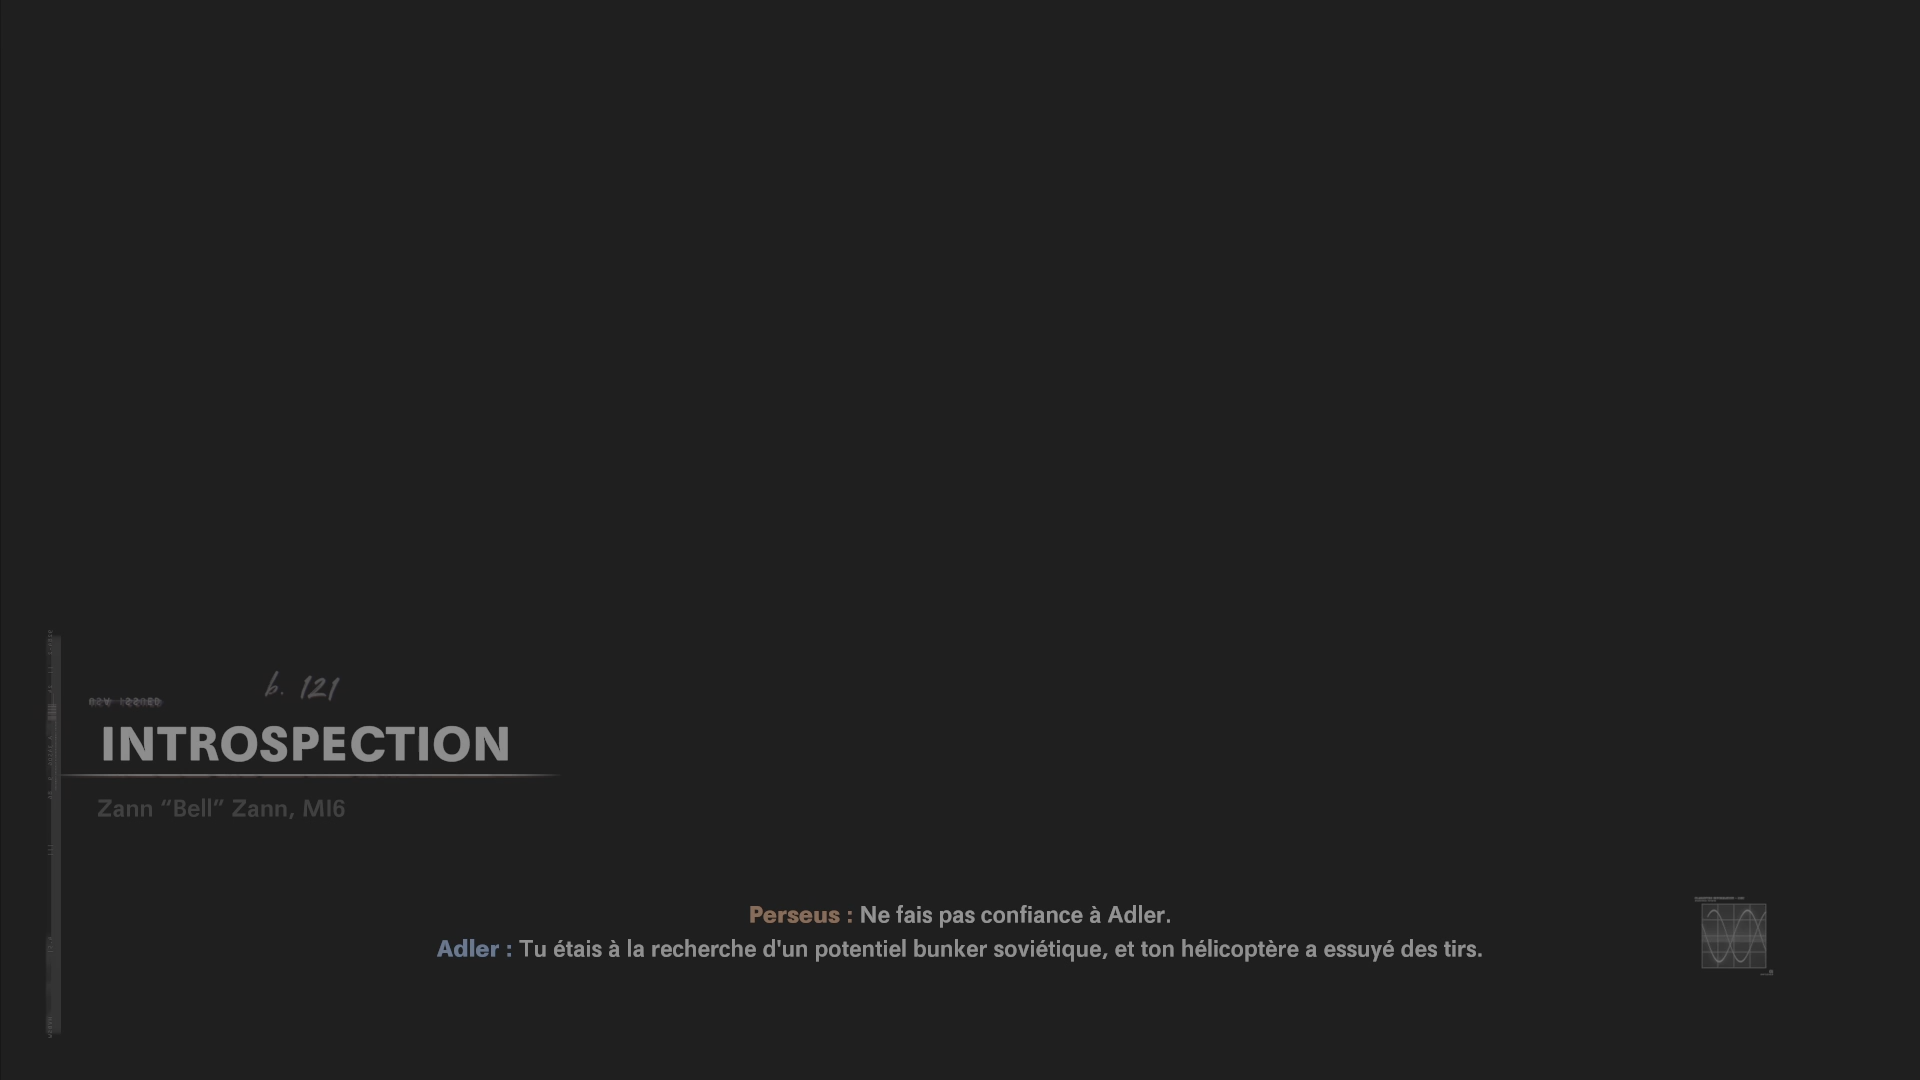 b. 121
INTROSPECTION
Zann “Bell” Zann, MI6
Perseus : Ne fais pas confiance à Adler.
Adler : Tu étais à la recherche d'un potentiel bunker soviétique, et ton hélicoptère a essuyé des tirs.